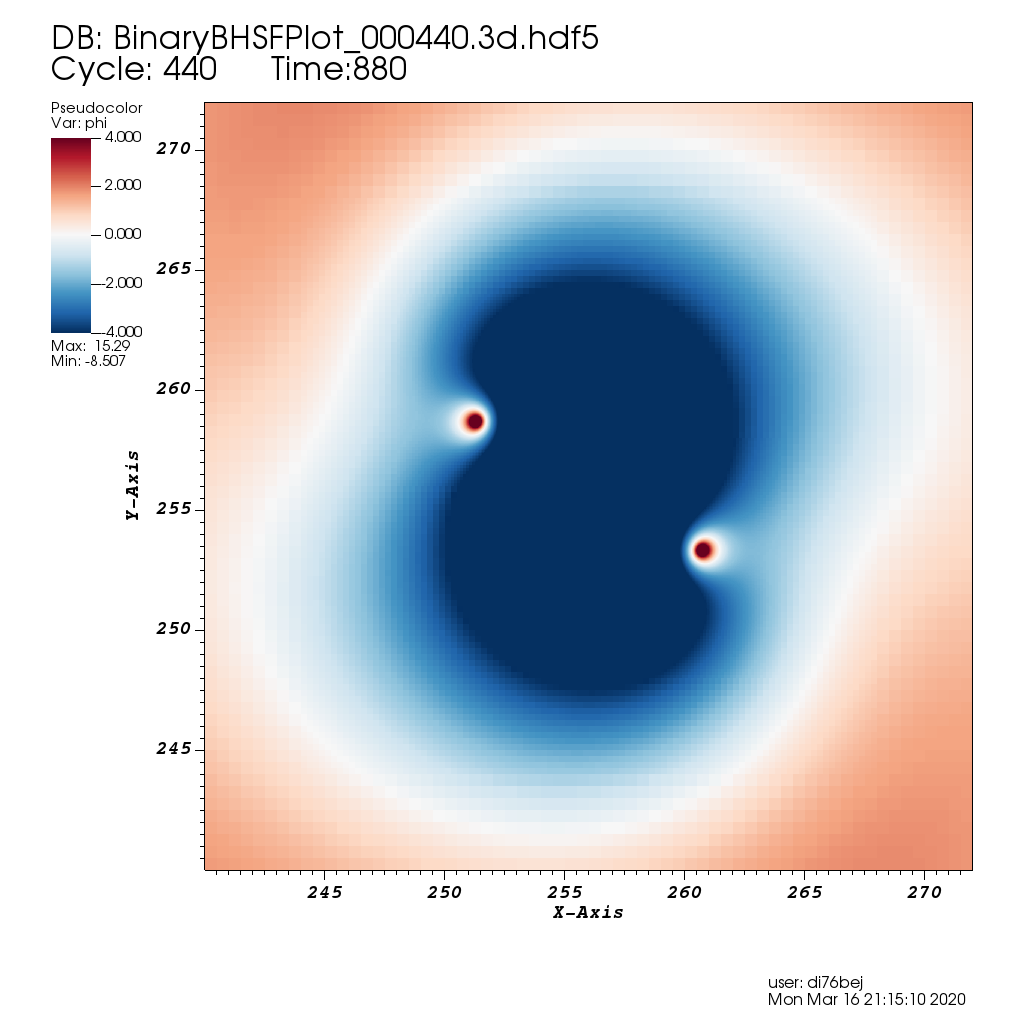 DB: BinaryBHSFPlot_000440.3d.hdf5
Cycle: 440 Time:880
Pseudocolor
Var: phi
4.000
2.000
0.000
-2.000
-4.000
Max: 15.29
Min: -8.507
270
265
260
255
250
245
Y-Axis
245 250 255 260 265 270
X-Axis
user: di76bej
Mon Mar 16 21:15:10 2020